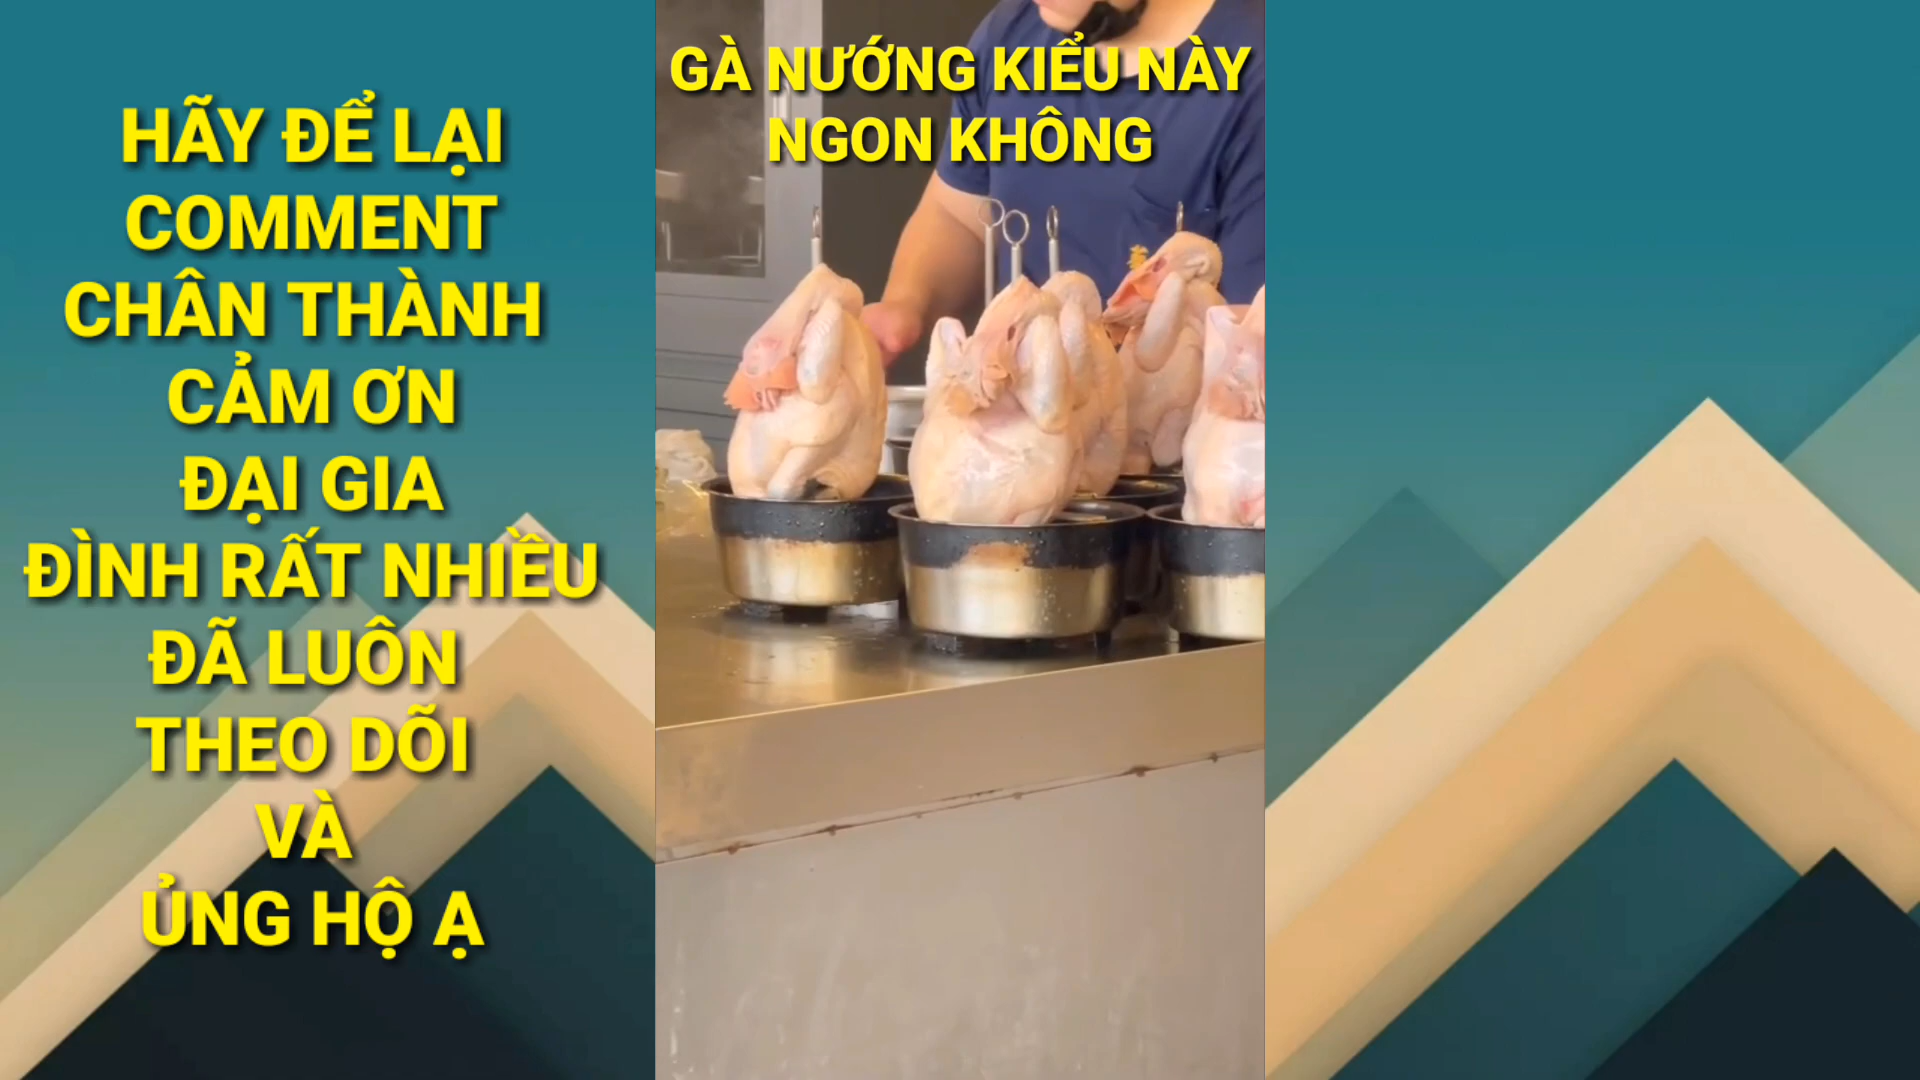 HÃY ĐỂ LẠI
COMMENT
CHÂN THÀNH
CẢM ƠN
ĐẠI GIA
ĐÌNH RẤT NHIỀU
ĐÃ LUÔN
THEO DÕI
VÀ
ỦNG HỘ Ạ
GÀ NƯỚNG KIỂU NÀY
NGON KHÔNG